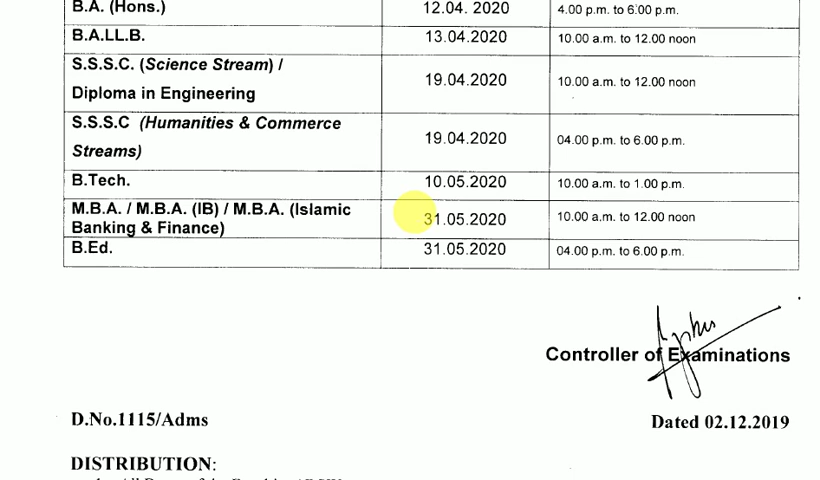 B.A. (Hons.) 12.04. 2020 4.00 p.m. to 6:00 p.m.
B.A.LL.B. 13.04.2020 10.00 a.m. to 12.00 noon
S.S.S.C. (Science Stream) /
Diploma in Engineering 19.04.2020 10.00 a.m. to 12.00 noon
S.S.S.C (Humanities & Commerce
Streams) 19.04.2020 04.00 p.m. to 6.00 p.m.
B.Tech. 10.05.2020 10.00 a.m. to 1.00 p.m.
M.B.A. / M.B.A. (IB) / M.B.A. (Islamic
Banking & Finance) 31.05.2020 10.00 a.m. to 12.00 noon
B.Ed. 31.05.2020 04.00 p.m. to 6.00 p.m.
Controller of Examinations
D.No.1115/Adms Dated 02.12.2019
DISTRIBUTION: